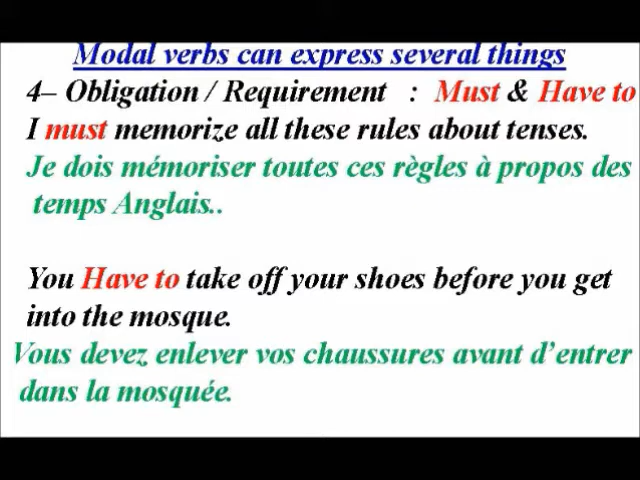 Modal verbs can express several things
4– Obligation / Requirement : Must & Have to
I must memorize all these rules about tenses.
Je dois mémoriser toutes ces règles à propos des
temps Anglais..
You Have to take off your shoes before you get
into the mosque.
Vous devez enlever vos chaussures avant d’entrer
dans la mosquée.